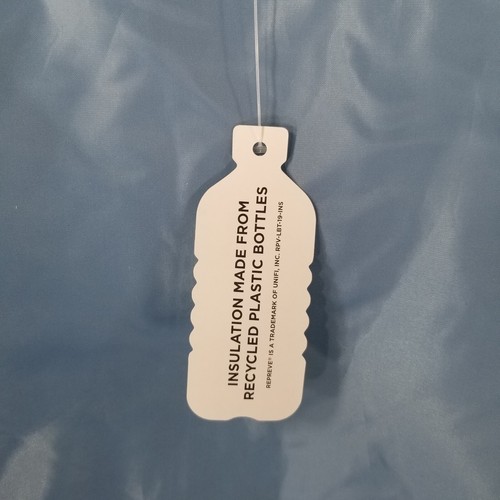 INSULATION MADE FROM
RECYCLED PLASTIC BOTTLES
REPREVE® IS A TRADEMARK OF UNIFI, INC. RPV-LBT-19-INS